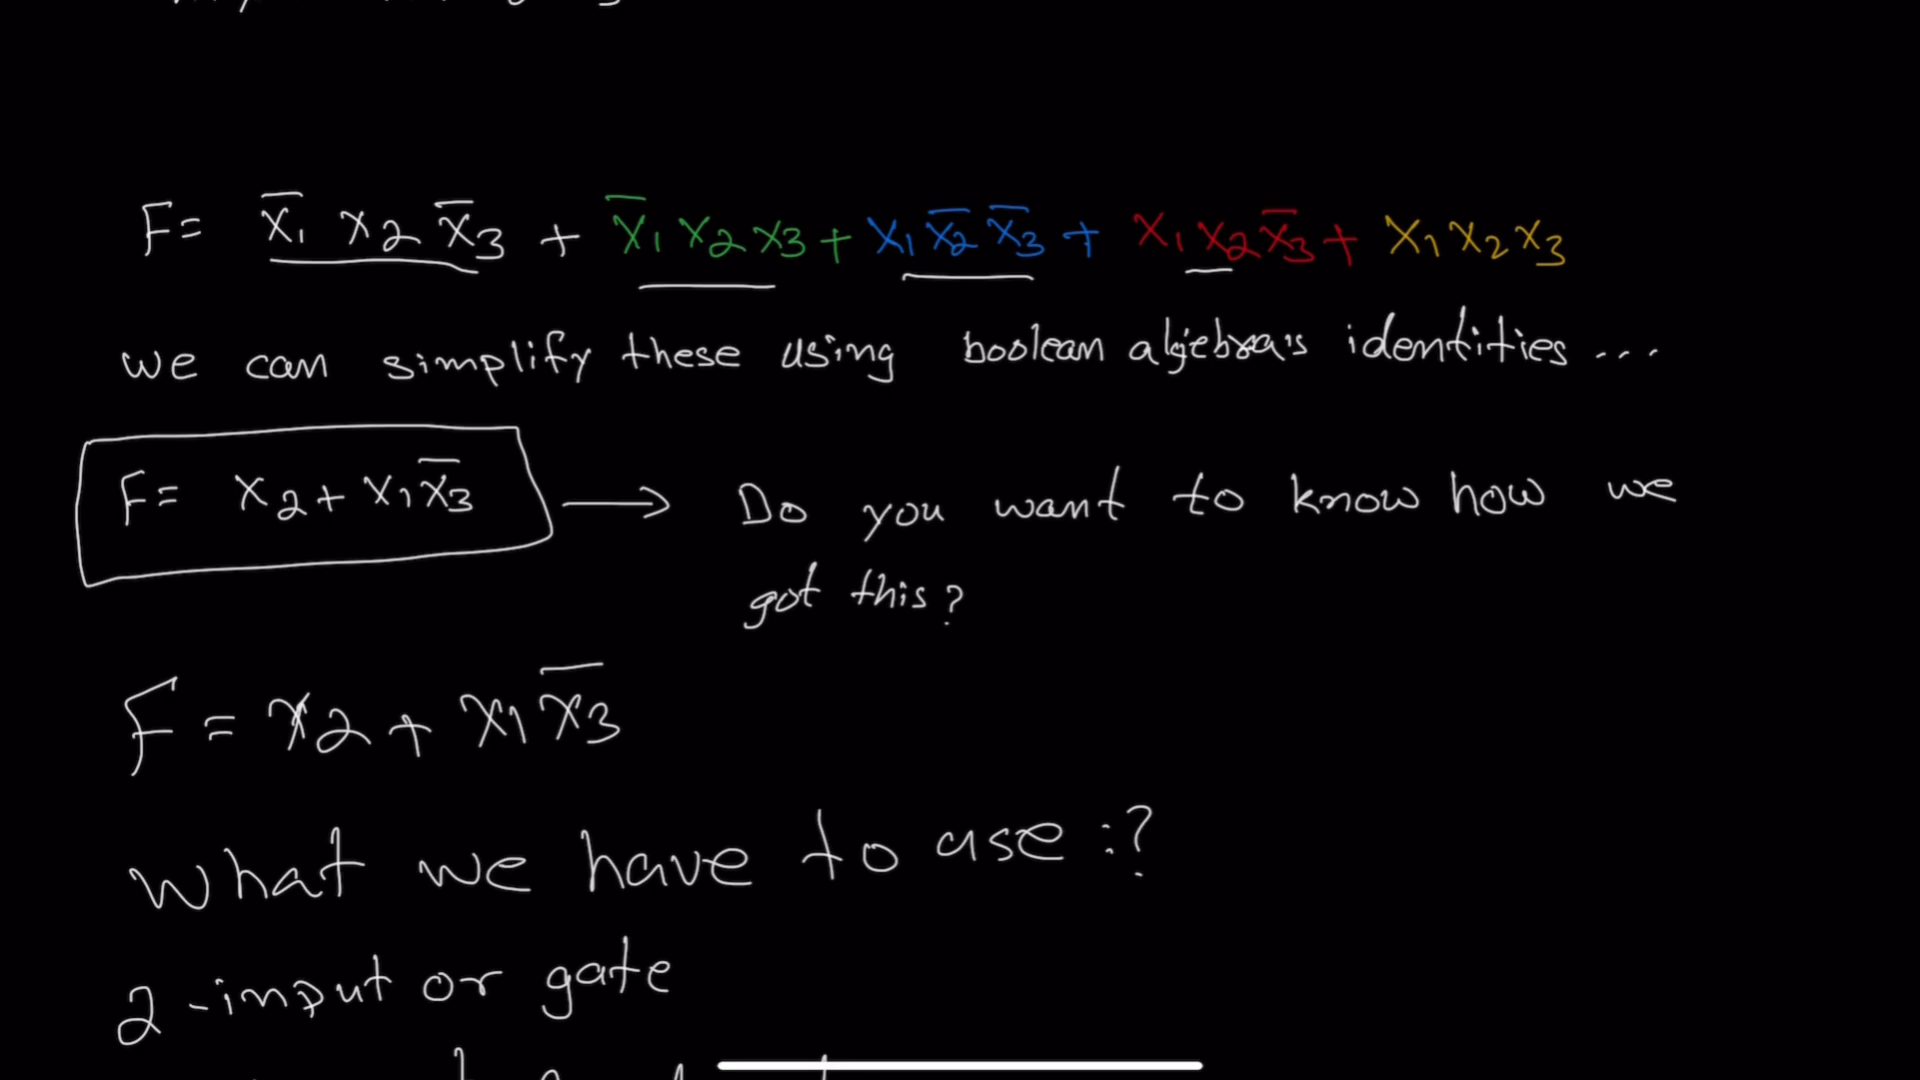 F= x̅₁ x₂ x̅₃ + x̅₁ x₂ x₃ + x₁ x̅₂ x̅₃ + x₁ x₂ x̅₃ + x₁ x₂ x₃
we can simplify these using boolean algebra's identities ...
F= x₂ + x₁ x̅₃ → Do you want to know how we
got this?
F = x₂ + x₁ x̅₃
What we have to use :?
2-input or gate